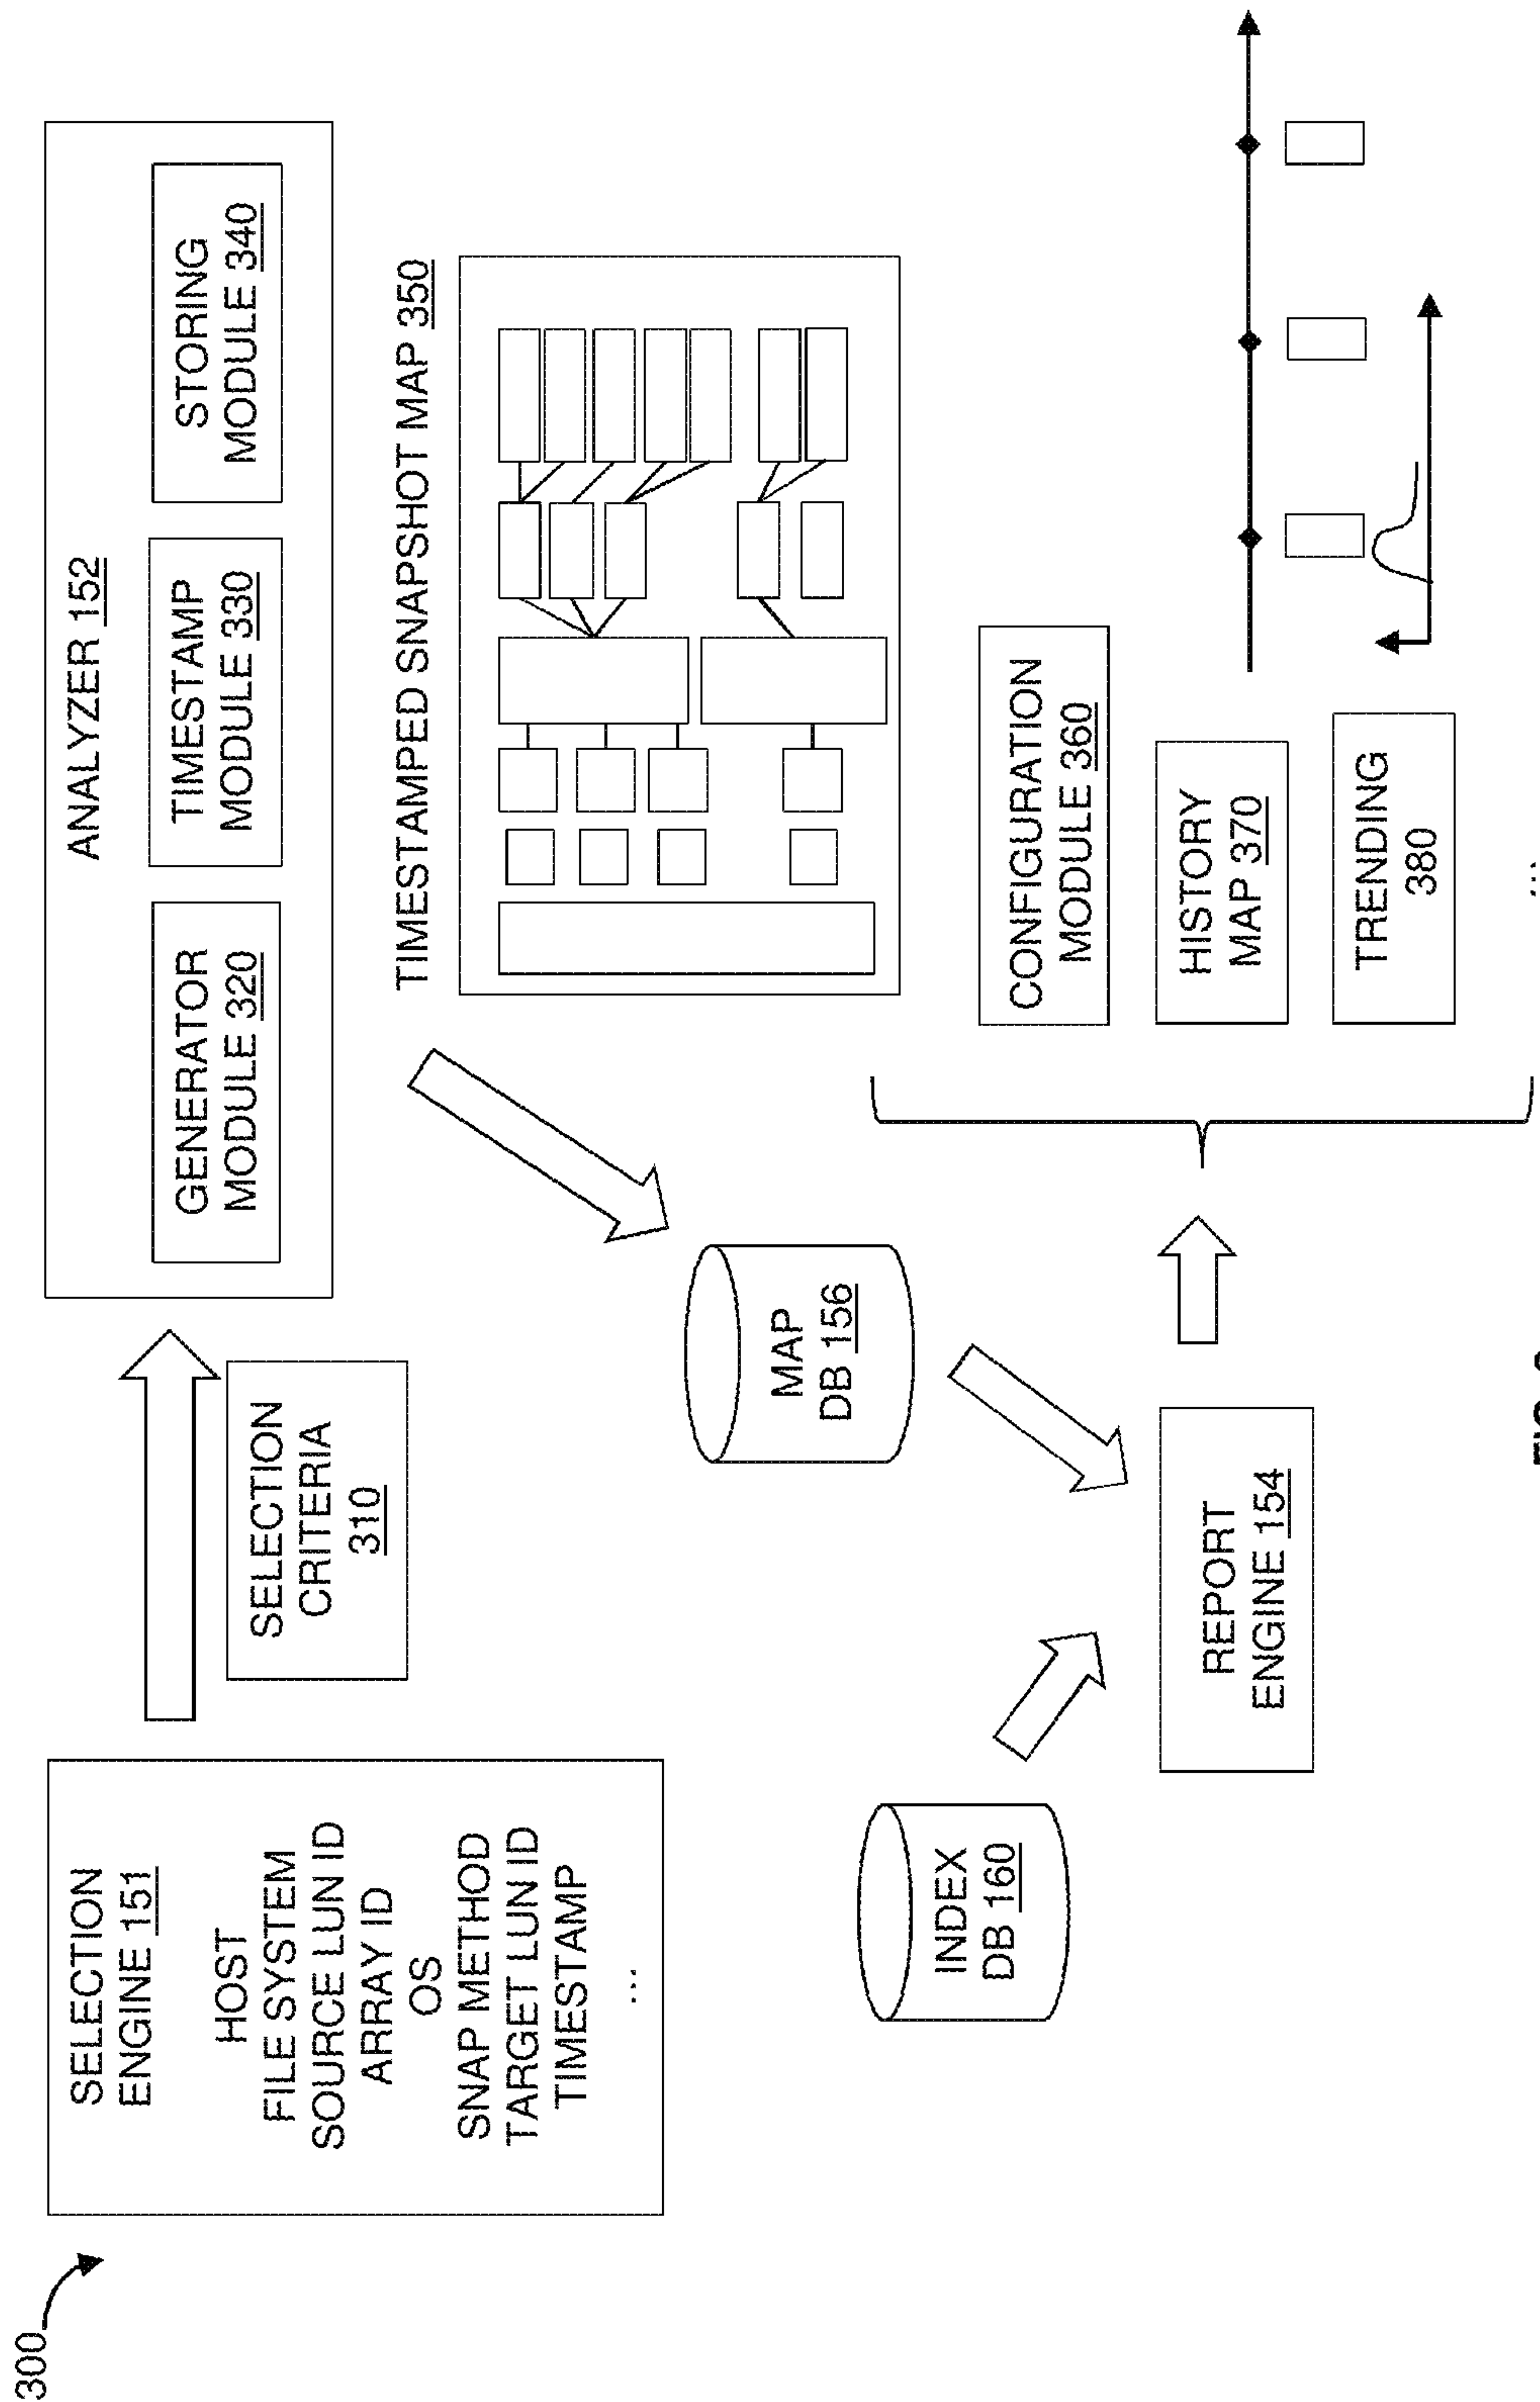 300
SELECTION
ENGINE 151
HOST
FILE SYSTEM
SOURCE LUN ID
ARRAY ID
OS
SNAP METHOD
TARGET LUN ID
TIMESTAMP
...
SELECTION
CRITERIA
310
ANALYZER 152
GENERATOR
MODULE 320
TIMESTAMP
MODULE 330
STORING
MODULE 340
TIMESTAMPED SNAPSHOT MAP 350
MAP
DB 156
INDEX
DB 160
REPORT
ENGINE 154
CONFIGURATION
MODULE 360
HISTORY
MAP 370
TRENDING
380
...